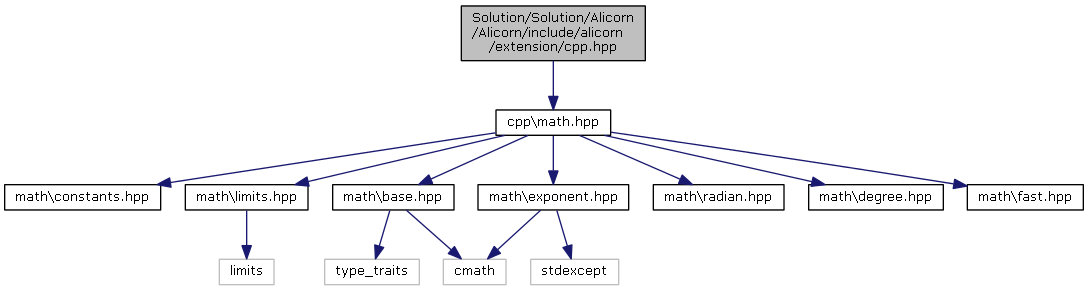 Solution/Solution/Alicorn
/Alicorn/include/alicorn
/extension/cpp.hpp
cpp\math.hpp
math\constants.hpp
math\limits.hpp
math\base.hpp
math\exponent.hpp
math\radian.hpp
math\degree.hpp
math\fast.hpp
limits
type_traits
cmath
stdexcept